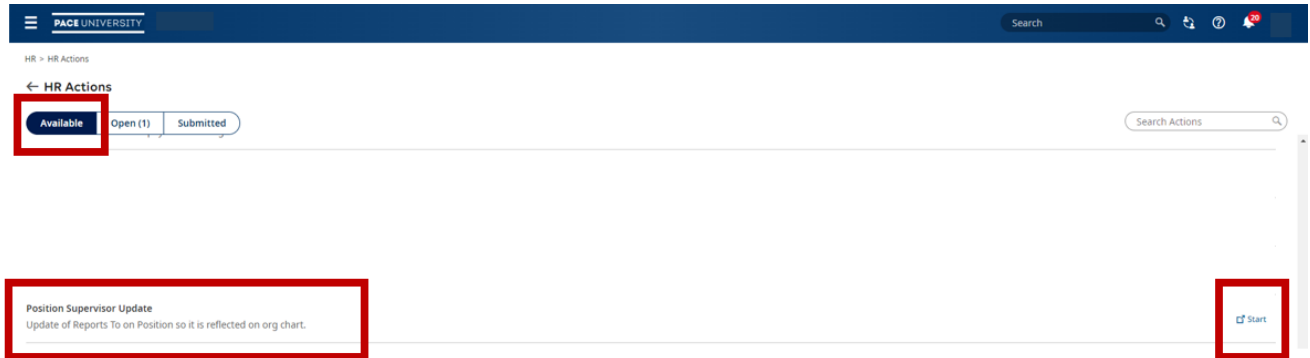 PACE UNIVERSITY
Search
20
HR > HR Actions
← HR Actions
Available
Open (1)
Submitted
Search Actions
Position Supervisor Update
Update of Reports To on Position so it is reflected on org chart.
Start